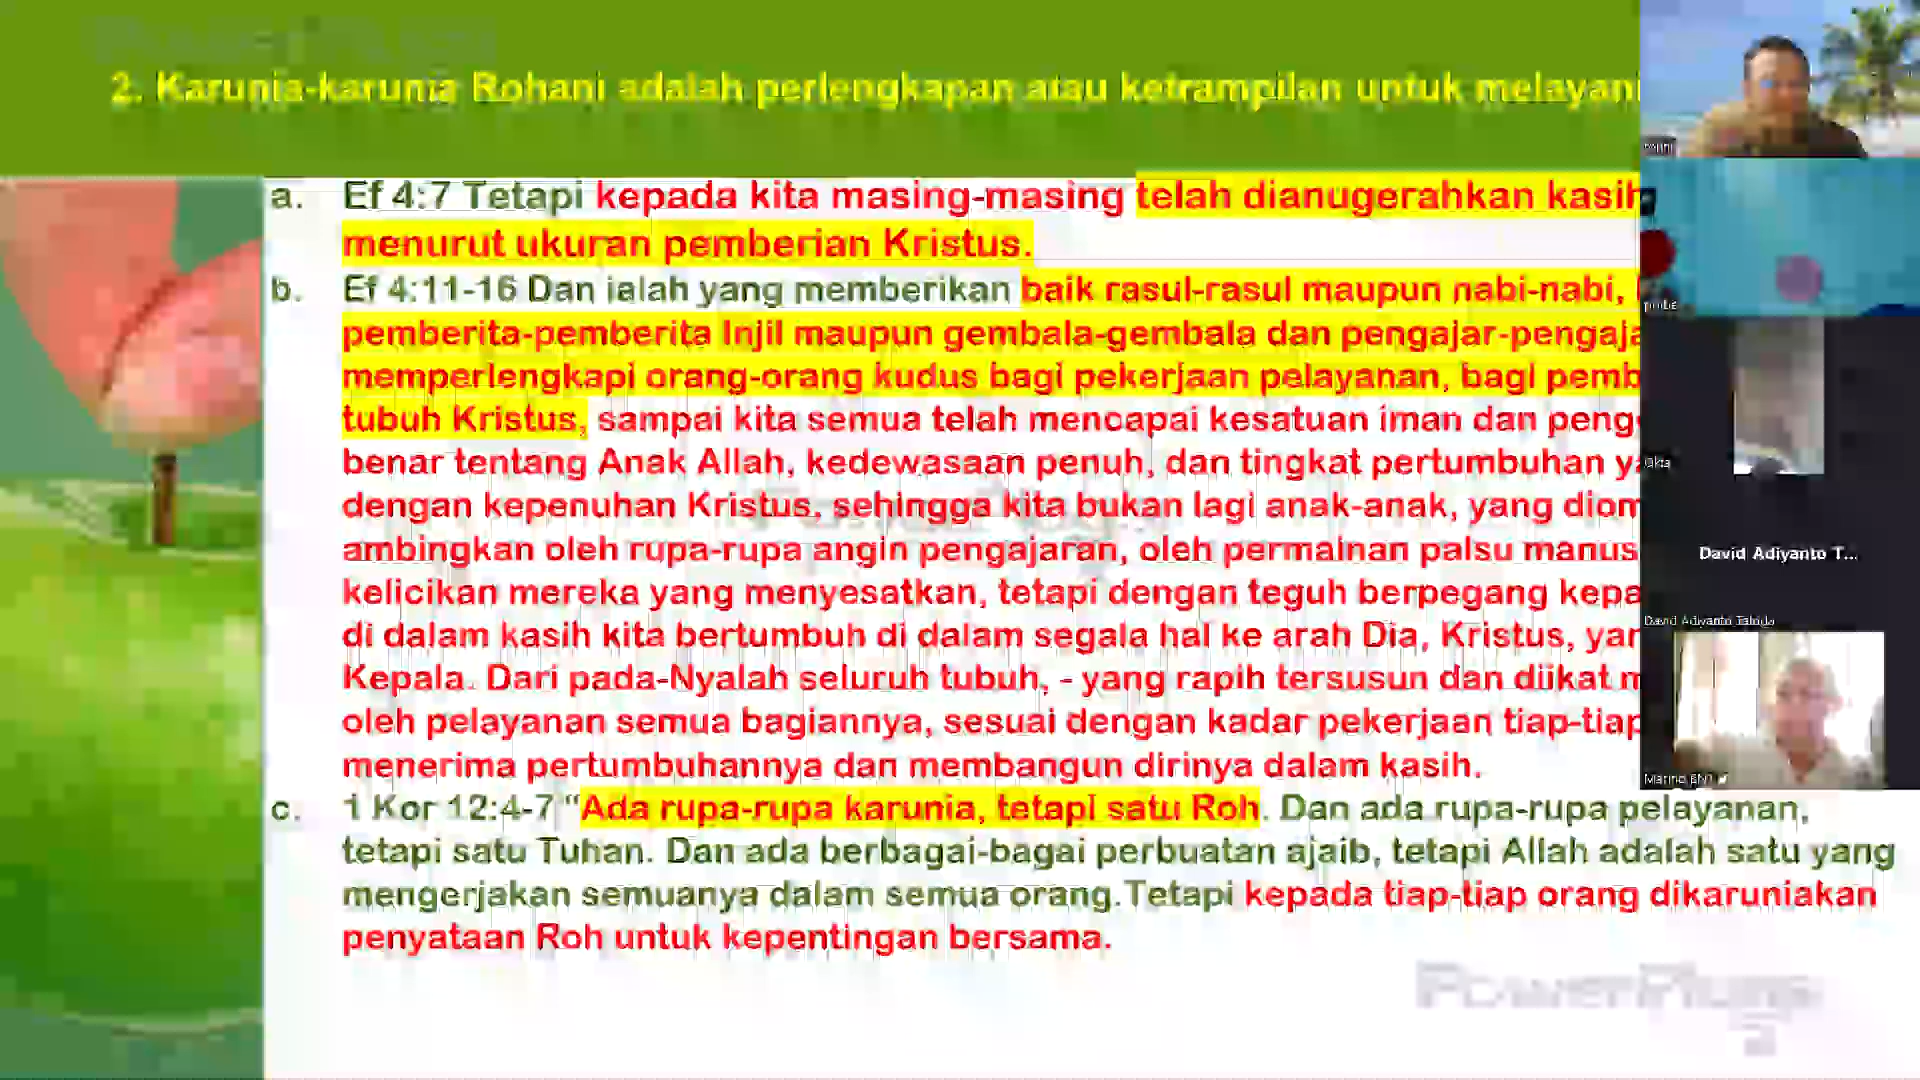 2. Karunia-karunia Rohani adalah perlengkapan atau ketrampilan untuk melayani
a. Ef 4:7 Tetapi kepada kita masing-masing telah dianugerahkan kasih
menurut ukuran pemberian Kristus.
b. Ef 4:11-16 Dan ialah yang memberikan baik rasul-rasul maupun nabi-nabi,
pemberita-pemberita Injil maupun gembala-gembala dan pengajar-pengaja
memperlengkapi orang-orang kudus bagi pekerjaan pelayanan, bagi pemb
tubuh Kristus, sampai kita semua telah mencapai kesatuan iman dan peng
benar tentang Anak Allah, kedewasaan penuh, dan tingkat pertumbuhan y
dengan kepenuhan Kristus, sehingga kita bukan lagi anak-anak, yang diom
ambingkan oleh rupa-rupa angin pengajaran, oleh permainan palsu manus
kelicikan mereka yang menyesatkan, tetapi dengan teguh berpegang kepa
di dalam kasih kita bertumbuh di dalam segala hal ke arah Dia, Kristus, yan
Kepala. Dari pada-Nyalah seluruh tubuh, - yang rapih tersusun dan diikat m
oleh pelayanan semua bagiannya, sesuai dengan kadar pekerjaan tiap-tiap
menerima pertumbuhannya dan membangun dirinya dalam kasih.
c. 1 Kor 12:4-7 “Ada rupa-rupa karunia, tetapi satu Roh. Dan ada rupa-rupa pelayanan,
tetapi satu Tuhan. Dan ada berbagai-bagai perbuatan ajaib, tetapi Allah adalah satu yang
mengerjakan semuanya dalam semua orang.Tetapi kepada tiap-tiap orang dikaruniakan
penyataan Roh untuk kepentingan bersama.
David Adiyanto T...
David Adiyanto
PowerPlugs